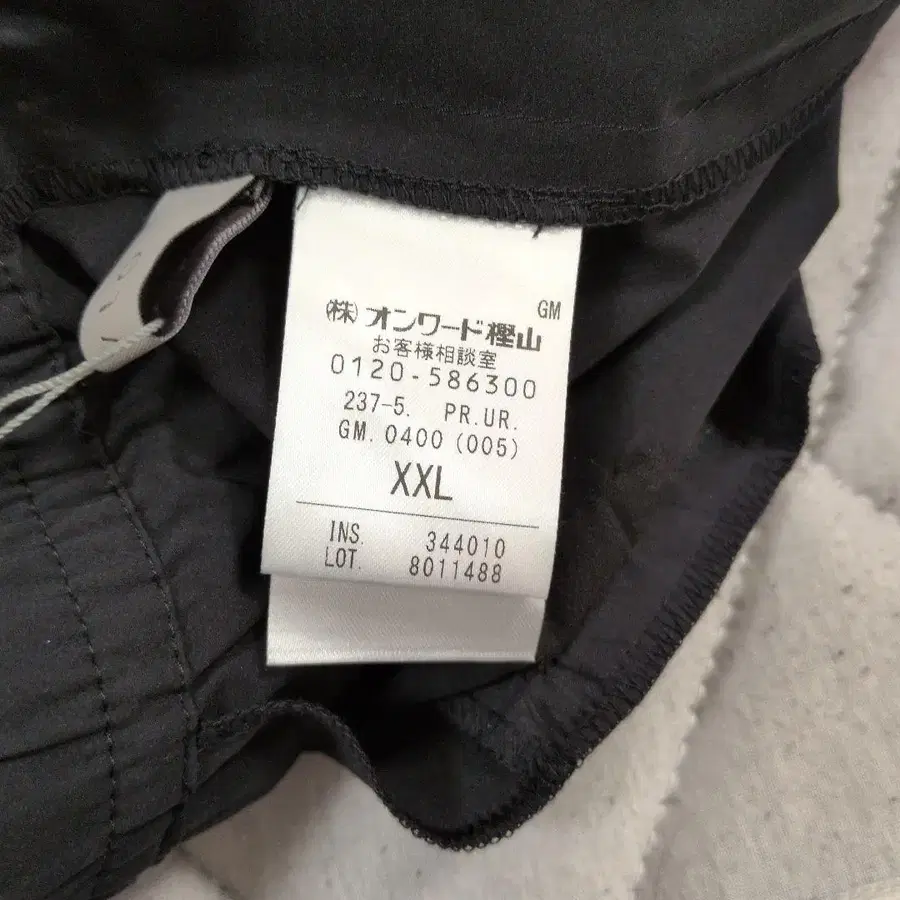 GM
㈱オンワード樫山
お客様相談室
0120-586300
237-5. PR.UR.
GM. 0400 (005)
XXL
INS. 344010
LOT. 8011488